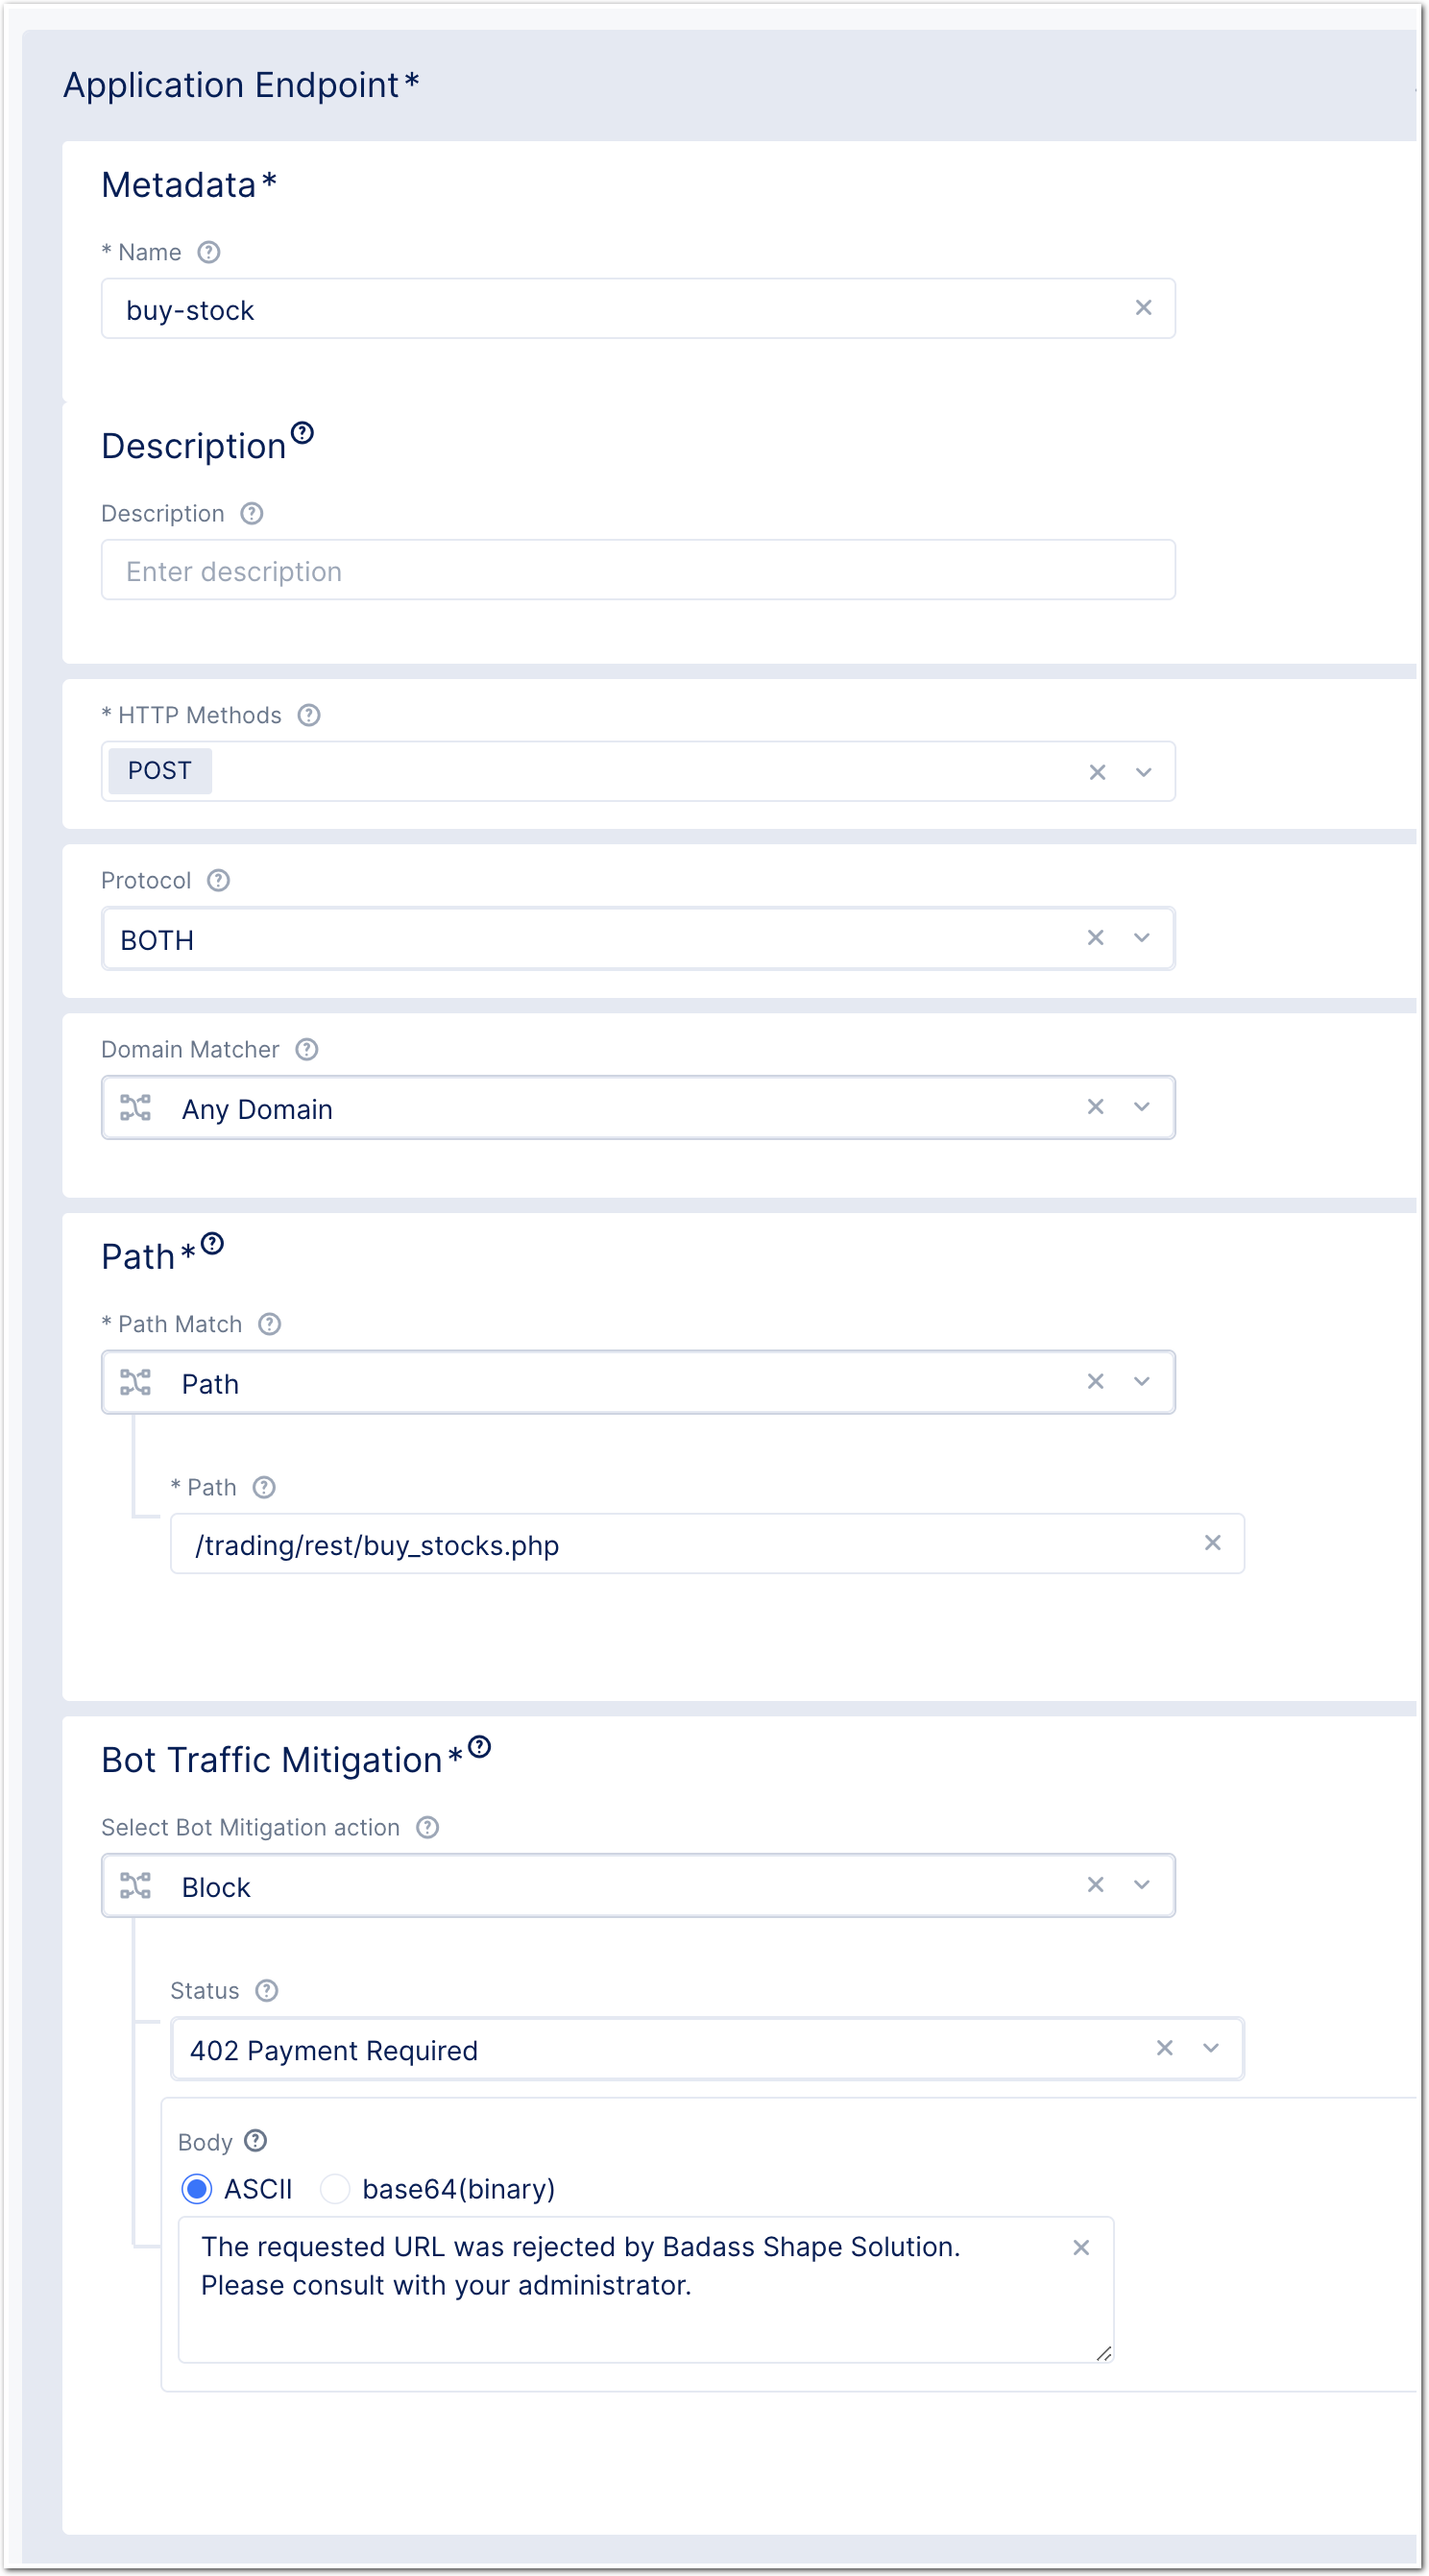 Application Endpoint*
Metadata*
* Name
buy-stock
Description
Description
Enter description
* HTTP Methods
POST
Protocol
BOTH
Domain Matcher
Any Domain
Path*
* Path Match
Path
* Path
/trading/rest/buy_stocks.php
Bot Traffic Mitigation*
Select Bot Mitigation action
Block
Status
402 Payment Required
Body
ASCII base64(binary)
The requested URL was rejected by Badass Shape Solution.
Please consult with your administrator.